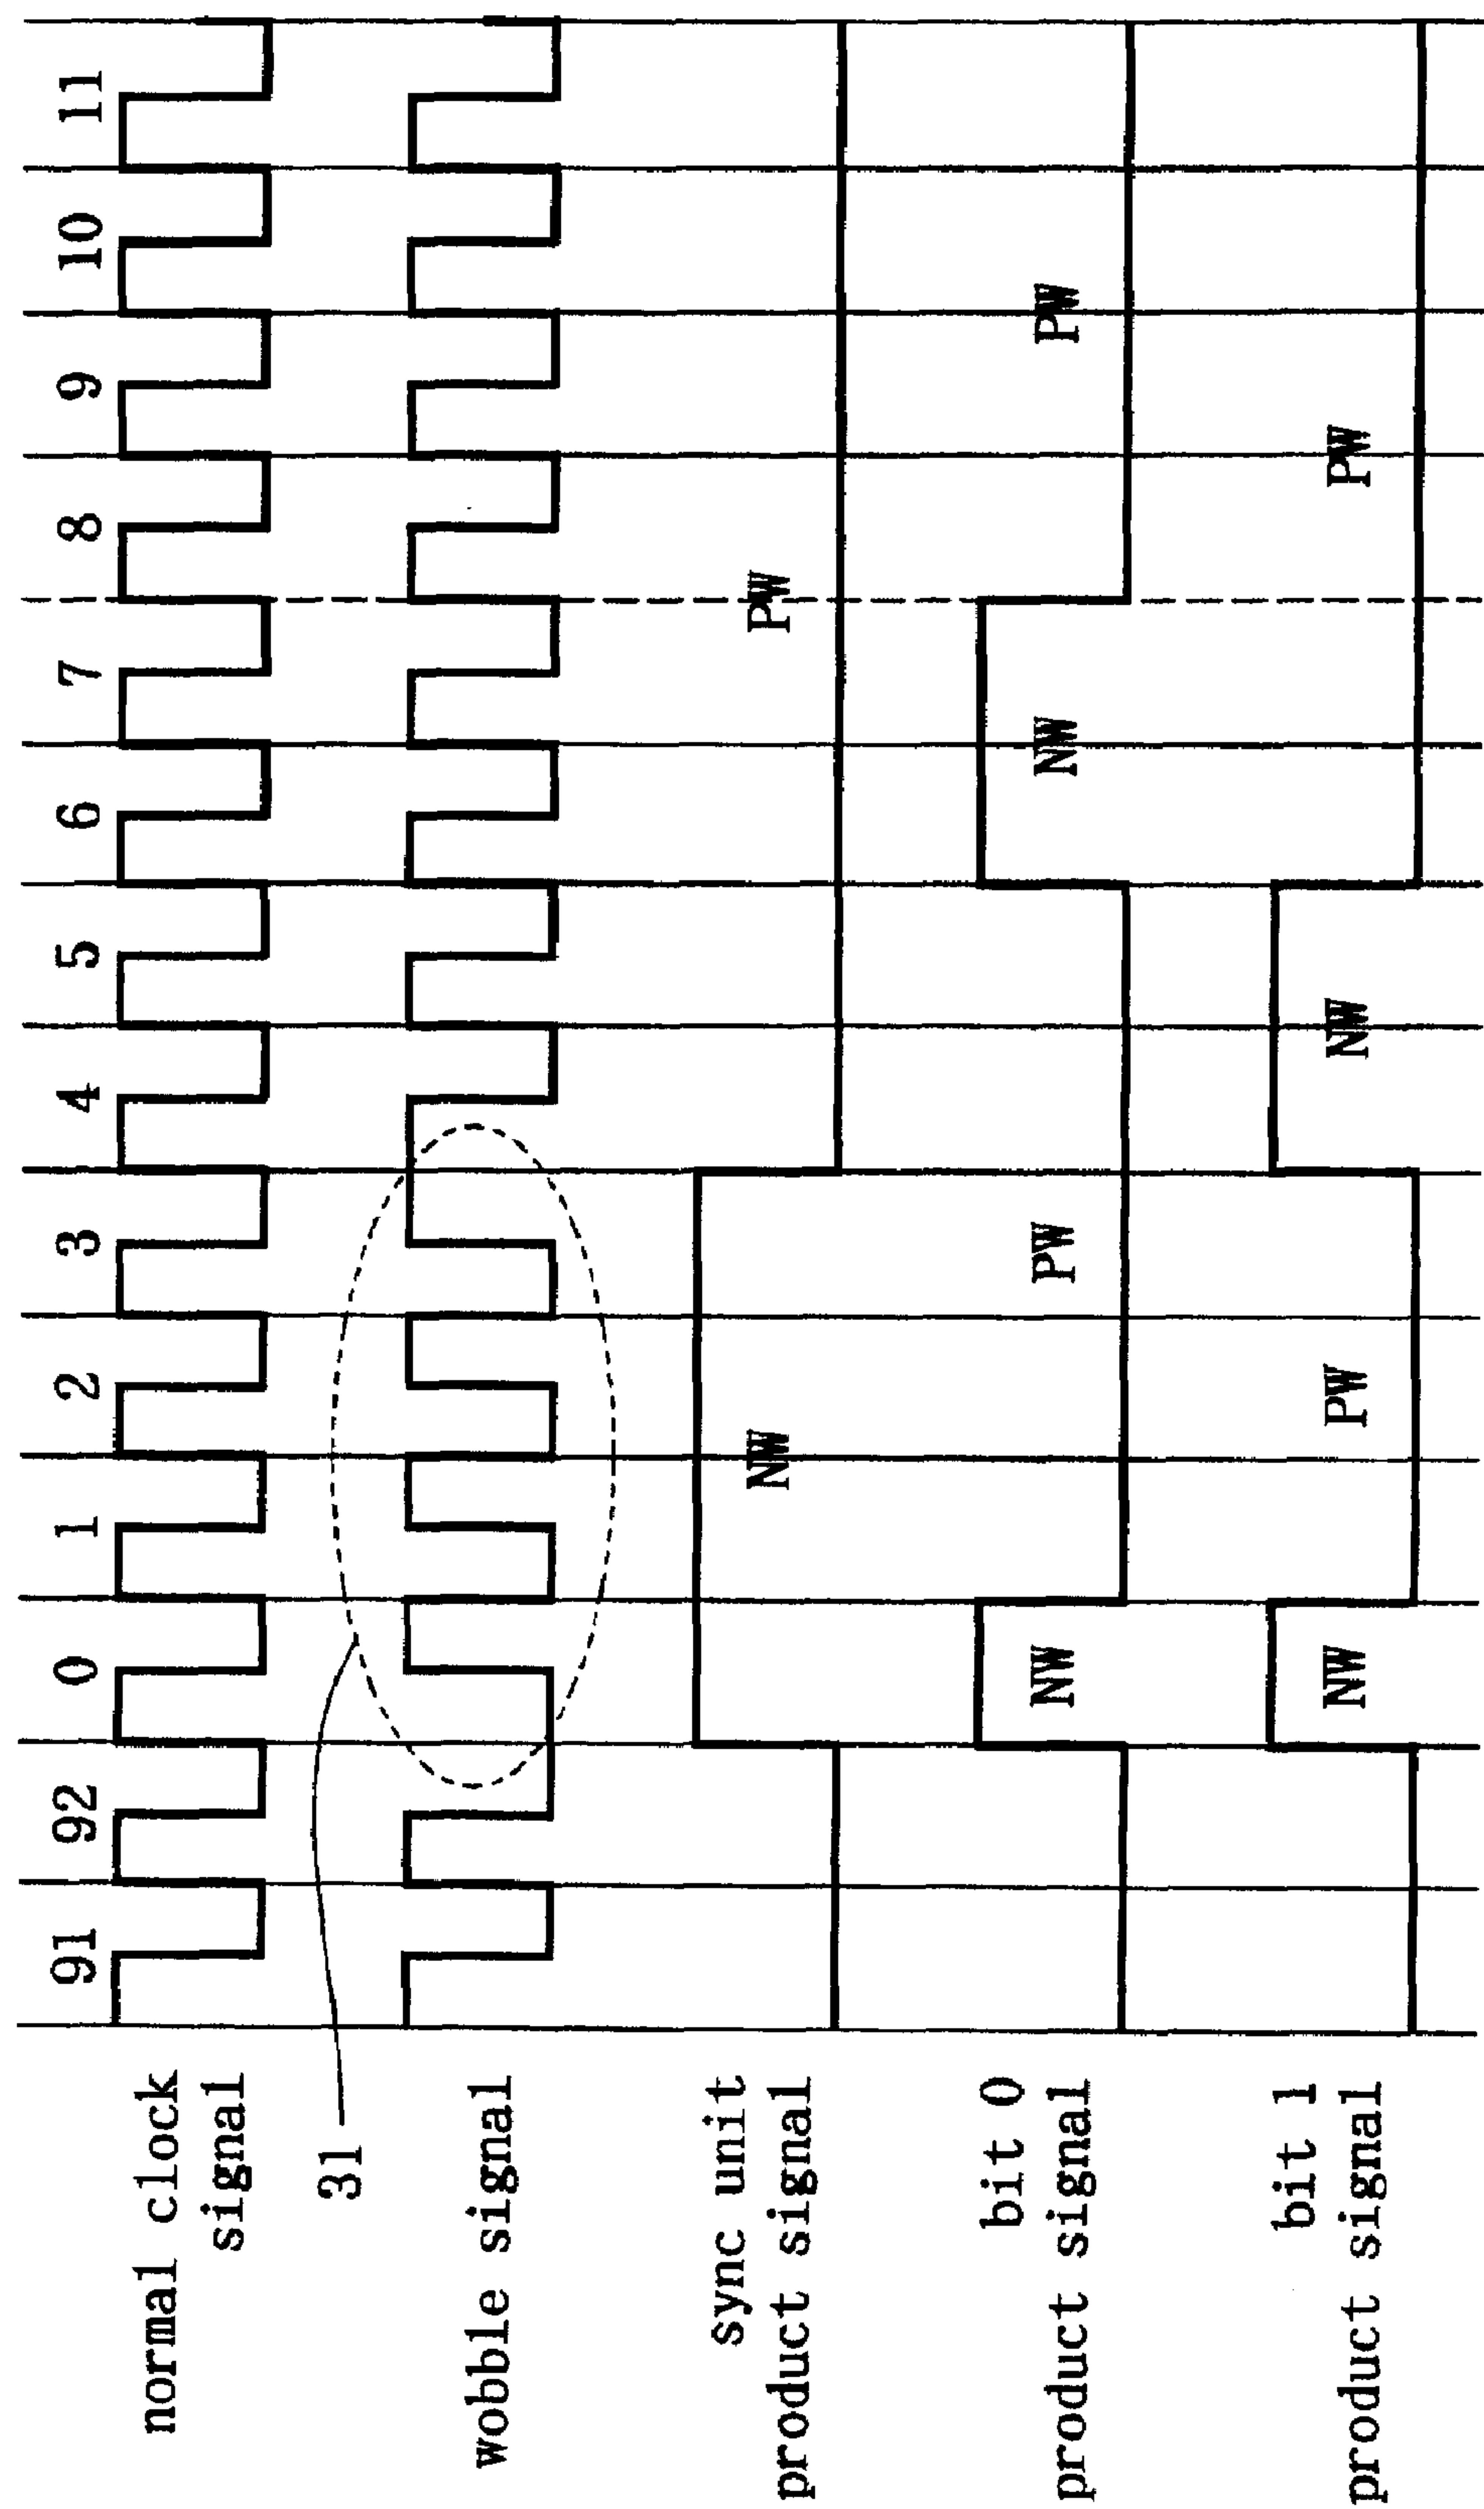 91 92 0 1 2 3 4 5 6 7 8 9 10 11
normal clock
signal
31
wobble signal
NW PW
sync unit
product signal
NW PW NW PW
bit 0
product signal
NW PW NW PW
bit 1
product signal